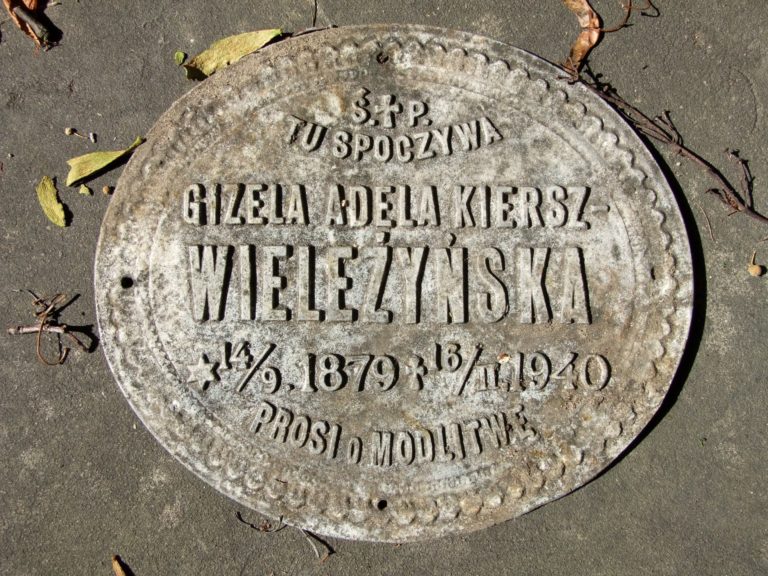 Ś.✝P.
TU SPOCZYWA
GIZELA ADELA KIERSZ-
WIELEŻYŃSKA
★14/9.1879 ✝16/II.1940
PROSI o MODLITWĘ